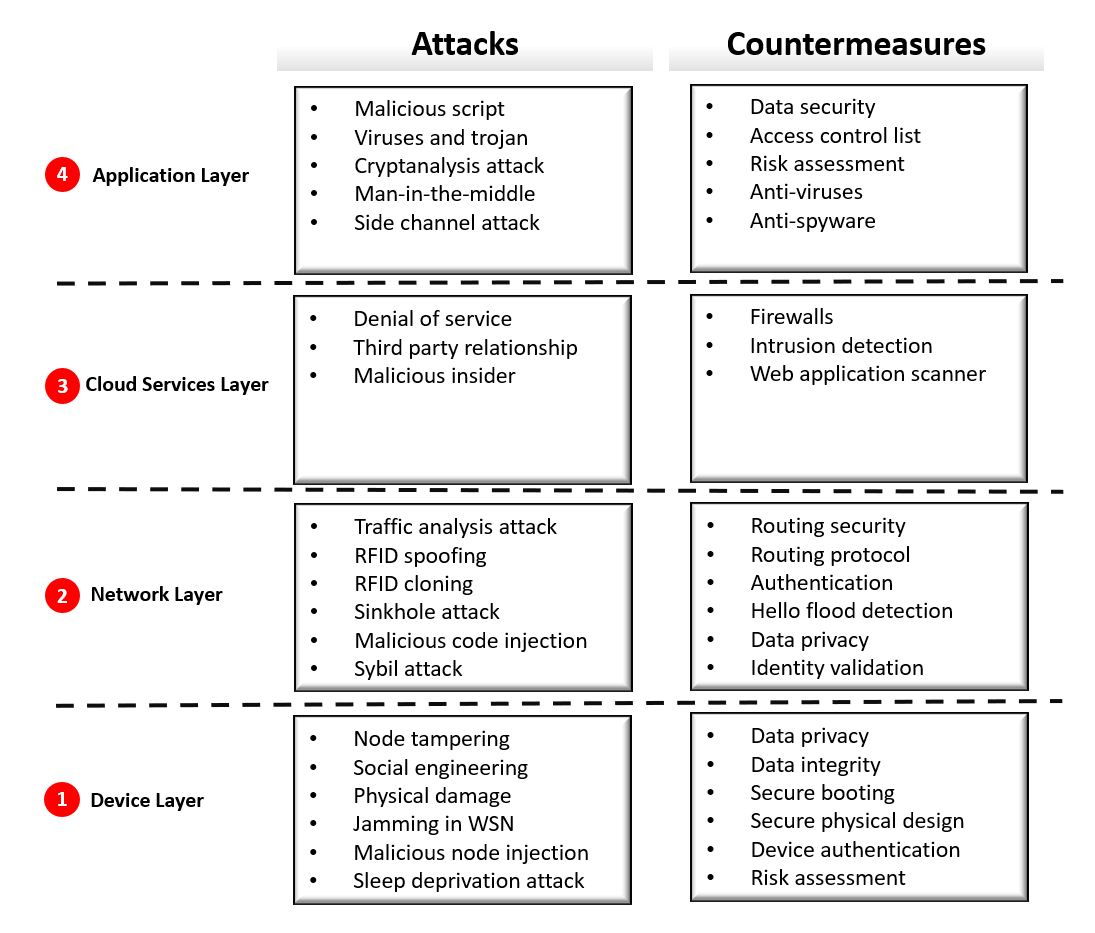 Attacks
Countermeasures
4 Application Layer
• Malicious script
• Viruses and trojan
• Cryptanalysis attack
• Man-in-the-middle
• Side channel attack
• Data security
• Access control list
• Risk assessment
• Anti-viruses
• Anti-spyware
3 Cloud Services Layer
• Denial of service
• Third party relationship
• Malicious insider
• Firewalls
• Intrusion detection
• Web application scanner
2 Network Layer
• Traffic analysis attack
• RFID spoofing
• RFID cloning
• Sinkhole attack
• Malicious code injection
• Sybil attack
• Routing security
• Routing protocol
• Authentication
• Hello flood detection
• Data privacy
• Identity validation
1 Device Layer
• Node tampering
• Social engineering
• Physical damage
• Jamming in WSN
• Malicious node injection
• Sleep deprivation attack
• Data privacy
• Data integrity
• Secure booting
• Secure physical design
• Device authentication
• Risk assessment